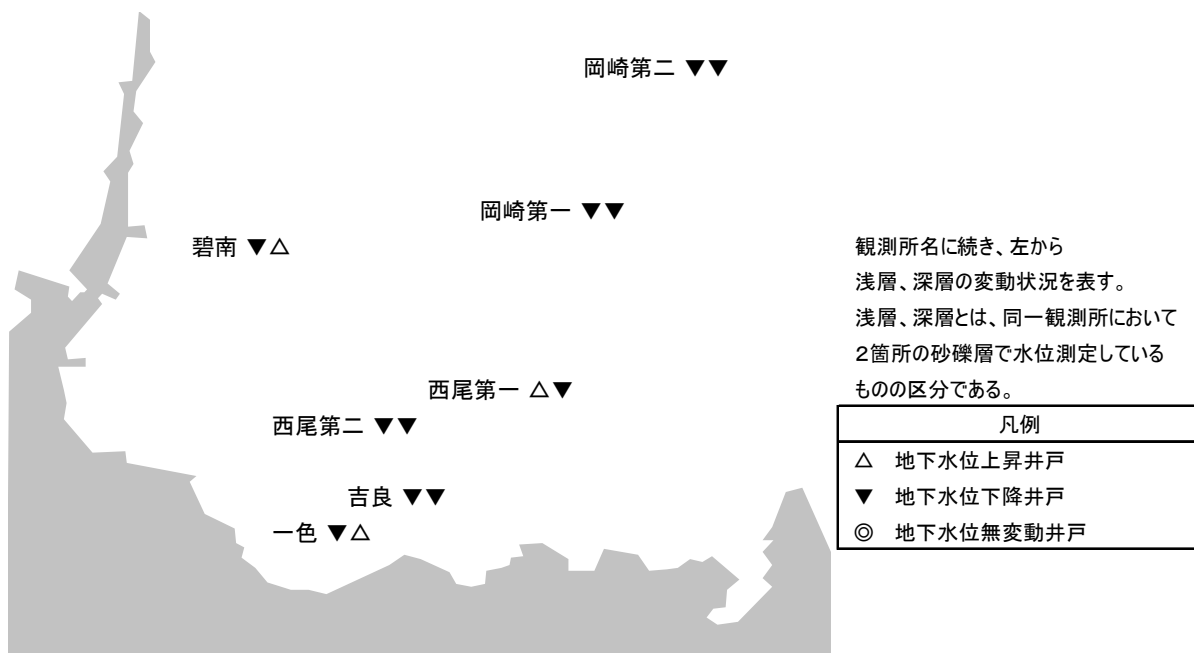 岡崎第二 ▼▼
岡崎第一 ▼▼
碧南 ▼△
西尾第一 △▼
西尾第二 ▼▼
吉良 ▼▼
一色 ▼△
観測所名に続き、左から
浅層、深層の変動状況を表す。
浅層、深層とは、同一観測所において
２箇所の砂礫層で水位測定している
ものの区分である。
凡例
△ 地下水位上昇井戸
▼ 地下水位下降井戸
◎ 地下水位無変動井戸